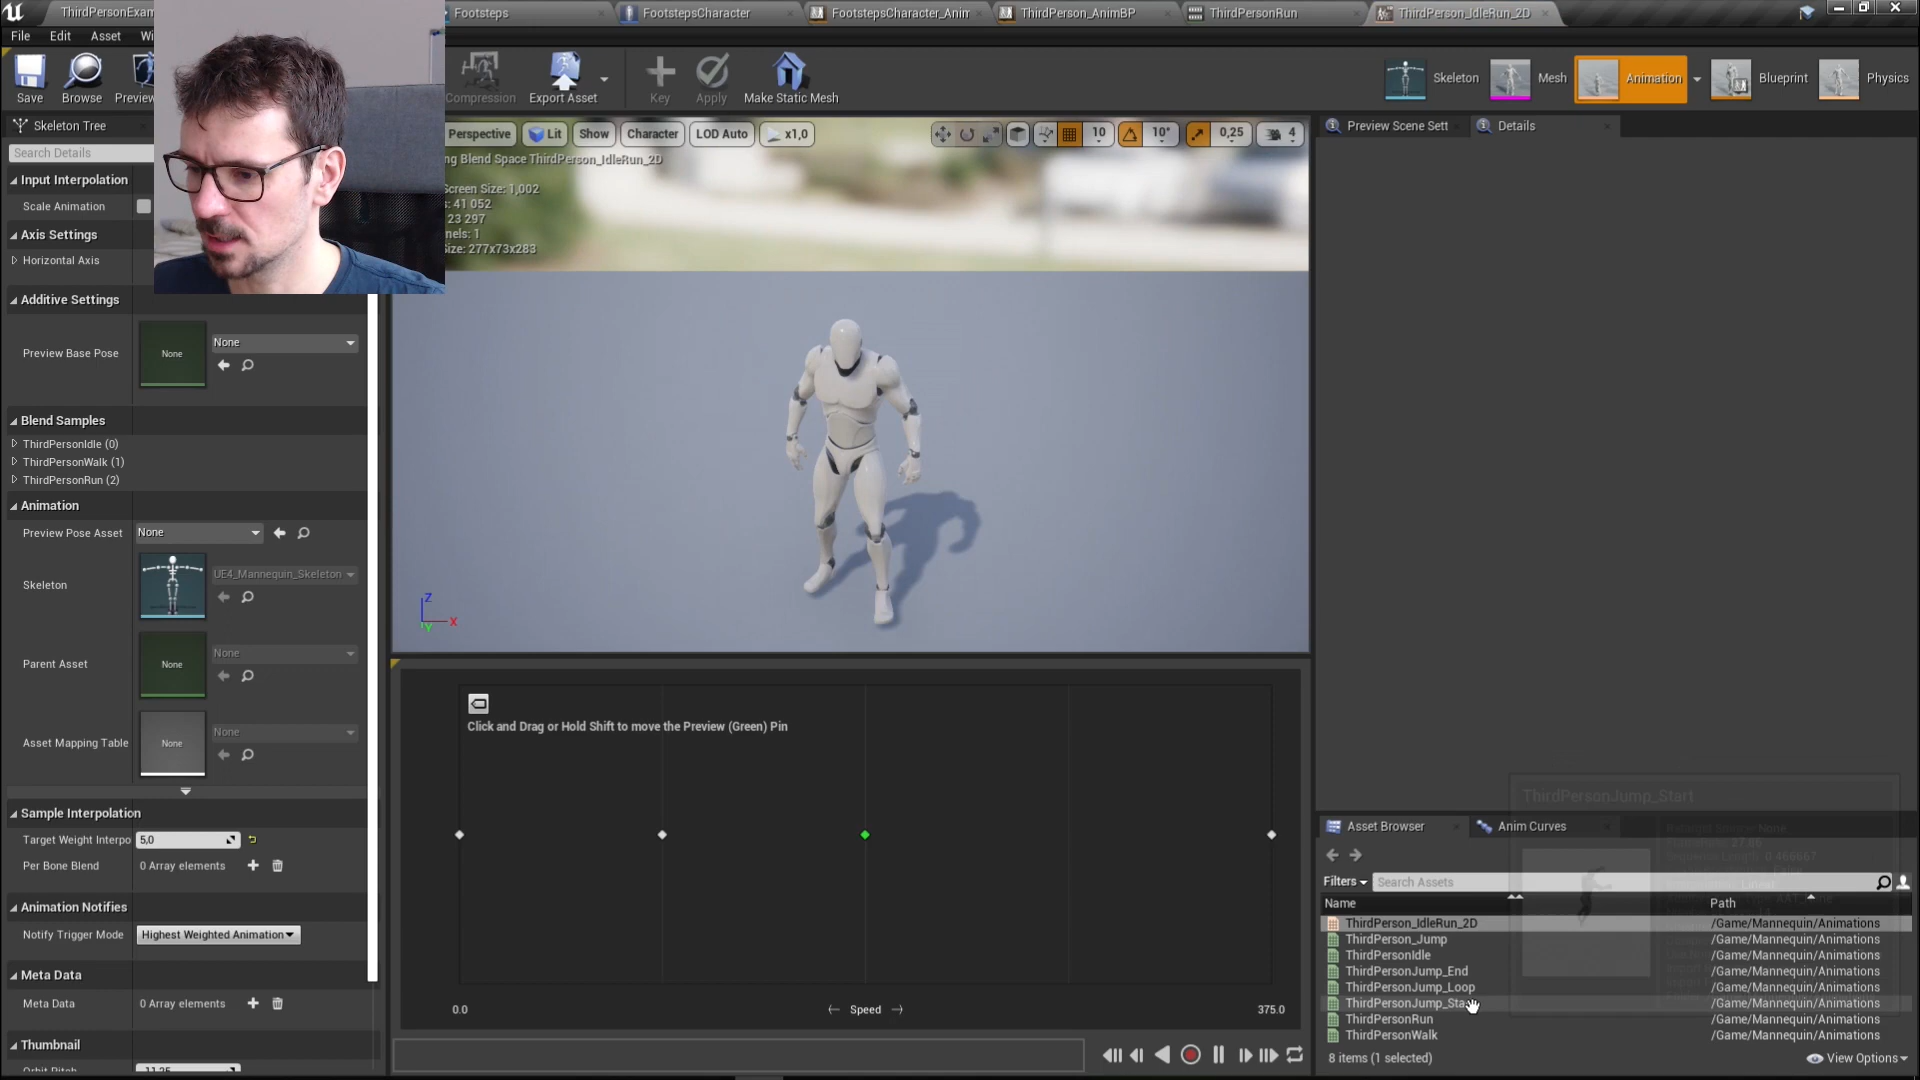 ThirdPersonExam
Footsteps
FootstepsCharacter
FootstepsCharacter_Anim
ThirdPerson_AnimBP
ThirdPersonRun
ThirdPerson_IdleRun_2D
File
Edit
Asset
Wi
Save
Browse
Preview
Compression
Export Asset
Key
Apply
Make Static Mesh
Skeleton
Mesh
Animation
Blueprint
Physics
Skeleton Tree
Search Details
Input Interpolation
Scale Animation
Axis Settings
Horizontal Axis
Additive Settings
Preview Base Pose
None
None
Blend Samples
ThirdPersonIdle (0)
ThirdPersonWalk (1)
ThirdPersonRun (2)
Animation
Preview Pose Asset
None
Skeleton
UE4_Mannequin_Skeleton
Parent Asset
None
None
Asset Mapping Table
None
None
Sample Interpolation
Target Weight Interpo
5,0
Per Bone Blend
0 Array elements
Animation Notifies
Notify Trigger Mode
Highest Weighted Animation
Meta Data
Meta Data
0 Array elements
Thumbnail
Orbit Pitch
-11,25
Perspective
Lit
Show
Character
LOD Auto
x1,0
10
10°
0,25
4
ng Blend Space ThirdPerson_IdleRun_2D
Screen Size: 1,002
s: 41 052
23 297
nels: 1
Size: 277x73x283
Z
X
Y
Click and Drag or Hold Shift to move the Preview (Green) Pin
0.0
Speed
375.0
Preview Scene Sett
Details
ThirdPersonJump_Start
Asset Browser
Anim Curves
Filters
Search Assets
Name
Path
ThirdPerson_IdleRun_2D
/Game/Mannequin/Animations
ThirdPerson_Jump
/Game/Mannequin/Animations
ThirdPersonIdle
/Game/Mannequin/Animations
ThirdPersonJump_End
/Game/Mannequin/Animations
ThirdPersonJump_Loop
/Game/Mannequin/Animations
ThirdPersonJump_Sta
/Game/Mannequin/Animations
ThirdPersonRun
/Game/Mannequin/Animations
ThirdPersonWalk
/Game/Mannequin/Animations
8 items (1 selected)
View Options